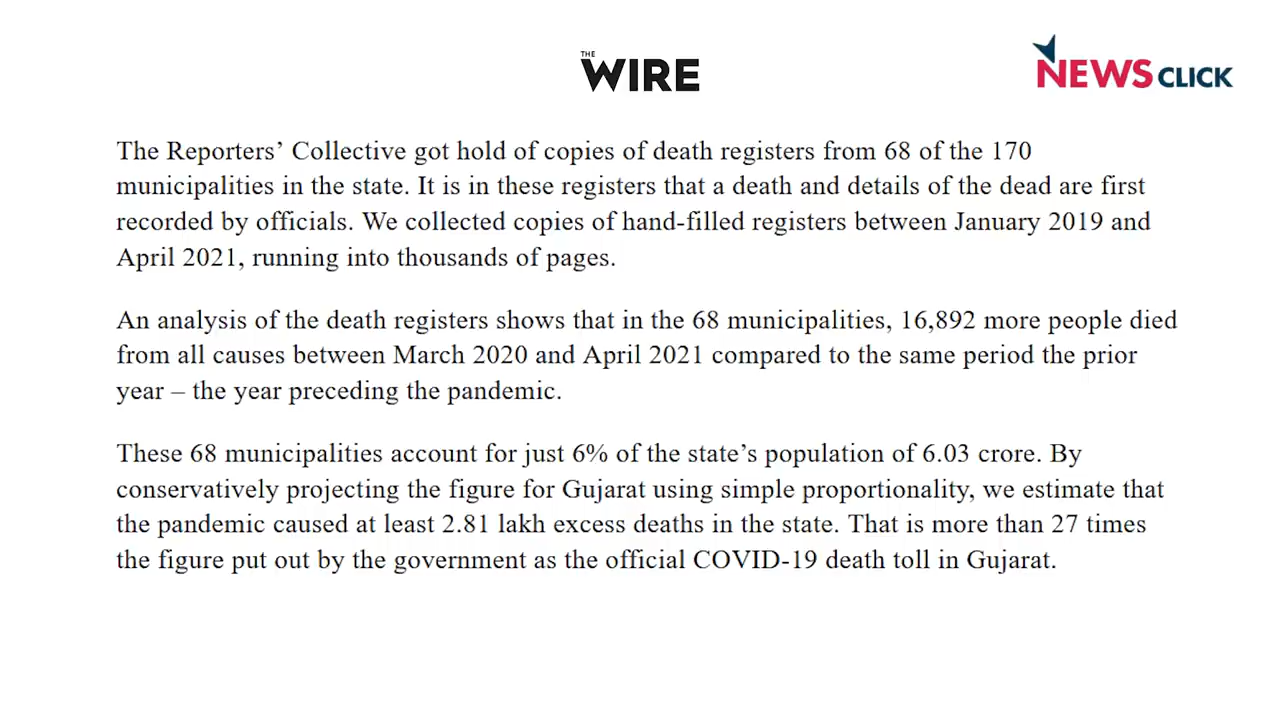 THE
WIRE
NEWSCLICK
The Reporters’ Collective got hold of copies of death registers from 68 of the 170
municipalities in the state. It is in these registers that a death and details of the dead are first
recorded by officials. We collected copies of hand-filled registers between January 2019 and
April 2021, running into thousands of pages.
An analysis of the death registers shows that in the 68 municipalities, 16,892 more people died
from all causes between March 2020 and April 2021 compared to the same period the prior
year – the year preceding the pandemic.
These 68 municipalities account for just 6% of the state’s population of 6.03 crore. By
conservatively projecting the figure for Gujarat using simple proportionality, we estimate that
the pandemic caused at least 2.81 lakh excess deaths in the state. That is more than 27 times
the figure put out by the government as the official COVID-19 death toll in Gujarat.